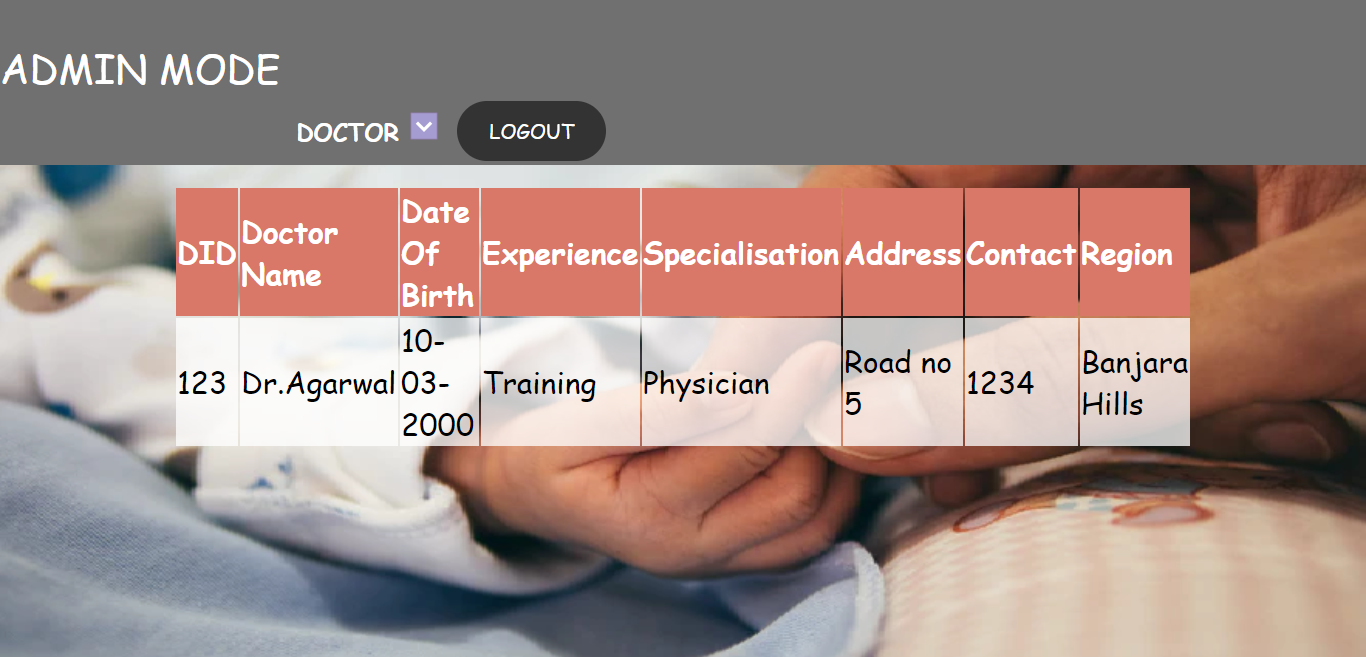 ADMIN MODE
DOCTOR LOGOUT
DID Doctor Name Date Of Birth Experience Specialisation Address Contact Region
123 Dr.Agarwal 10-03-2000 Training Physician Road no 5 1234 Banjara Hills